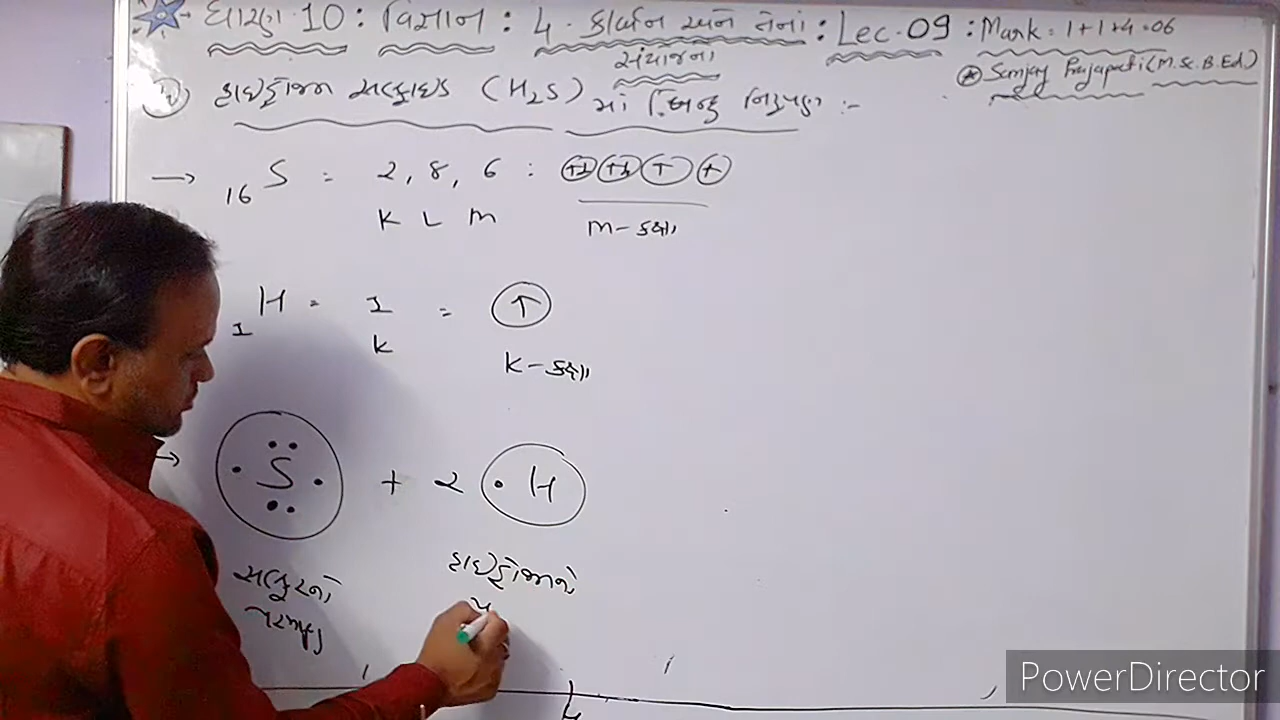 ધોરણ 10 : વિજ્ઞાન : 4. કાર્બન અને તેનાં : Lec. 09 : Mark = 1+1+4=06
સંયોજનો
Sanjay Prajapati (M.Sc. B.Ed.)
હાઇડ્રોજન સલ્ફાઇડ (H₂S) માં બિન્દુ નિરૂપણ :-
→ ₁₆S = 2, 8, 6 :
K L M
M-કક્ષા
₁H = 1 = ↑
K
K-કક્ષા
→ S + 2 H
સલ્ફરનો હાઇડ્રોજનનો
પરમાણુ પ
PowerDirector